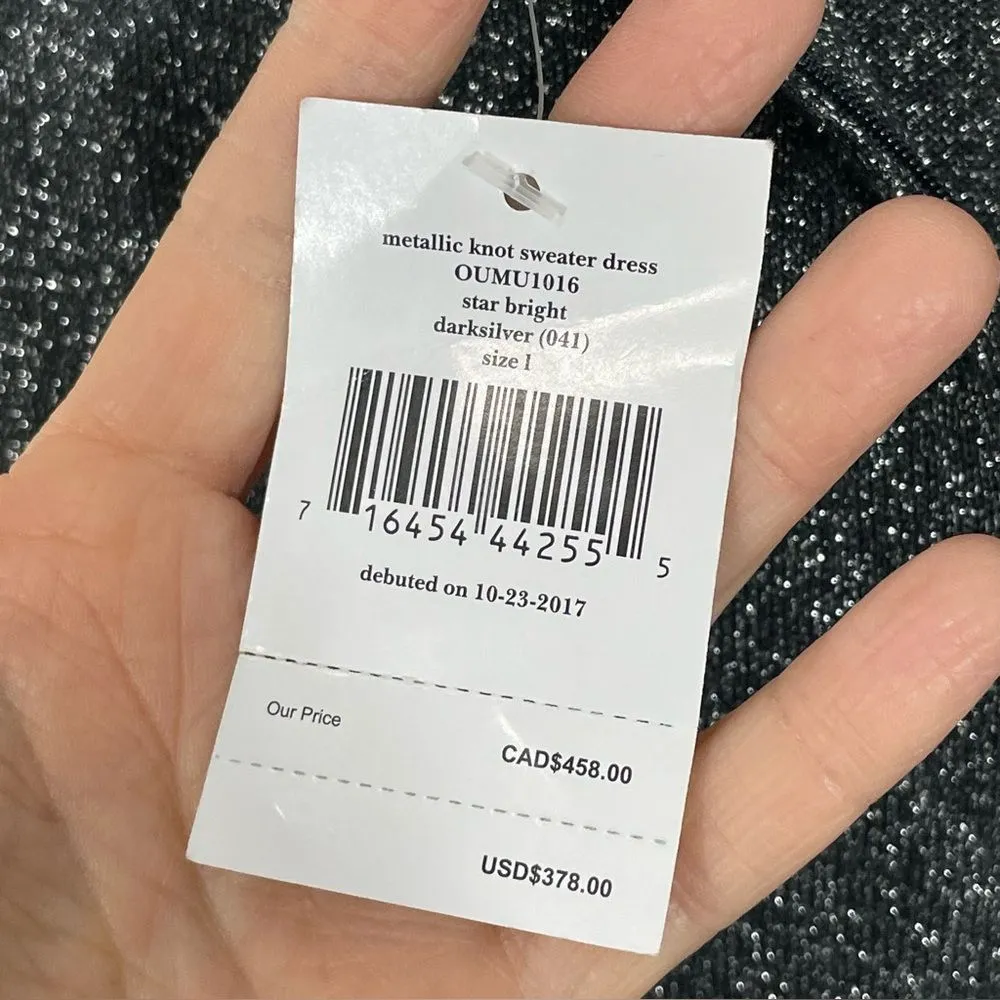 metallic knot sweater dress
OUMU1016
star bright
darksilver (041)
size l
7 16454 44255 5
debuted on 10-23-2017
Our Price
CAD$458.00
USD$378.00